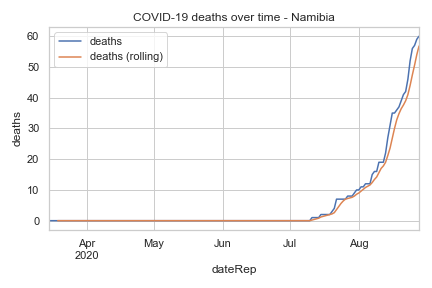 COVID-19 deaths over time - Namibia
deaths
deaths (rolling)
60
50
40
30
20
10
0
deaths
Apr
2020
May
Jun
Jul
Aug
dateRep